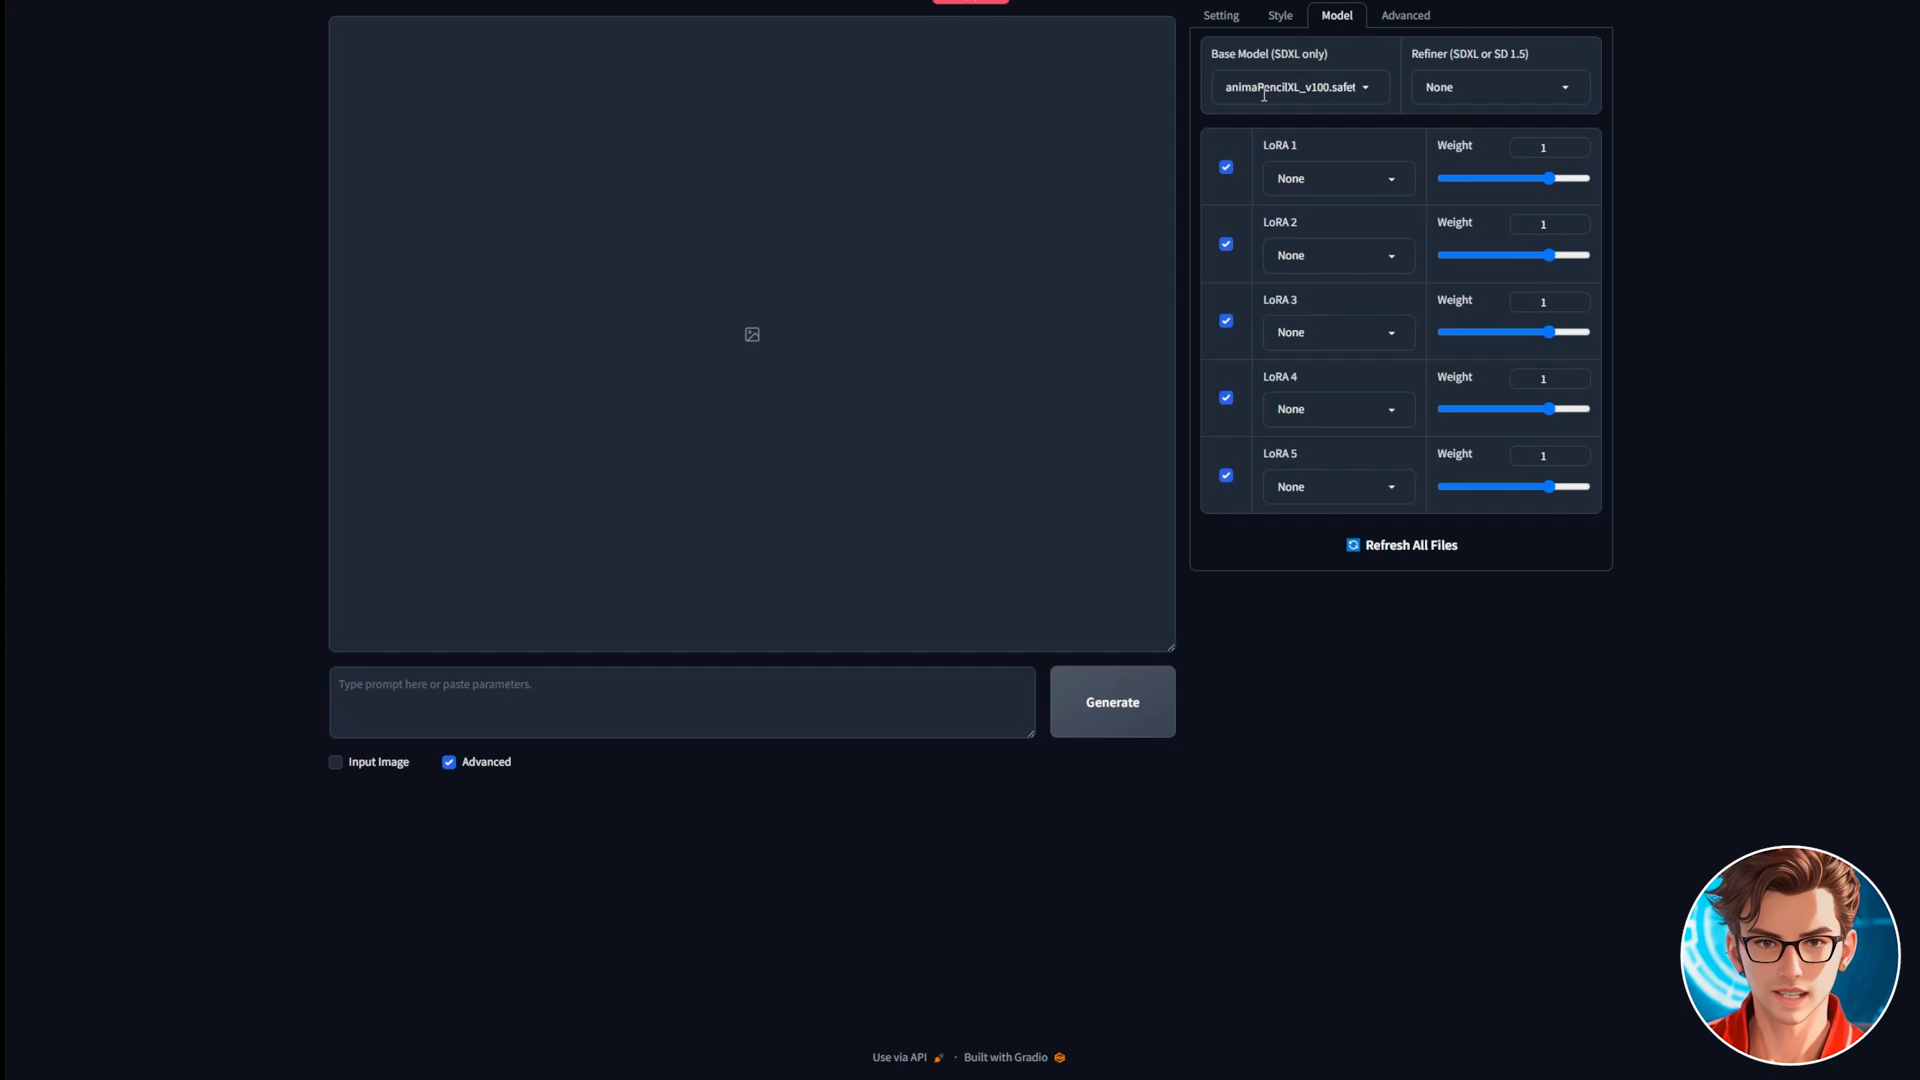 Setting Style Model Advanced
Base Model (SDXL only) Refiner (SDXL or SD 1.5)
animaPencilXL_v100.safet None
LoRA 1 Weight 1
None
LoRA 2 Weight 1
None
LoRA 3 Weight 1
None
LoRA 4 Weight 1
None
LoRA 5 Weight 1
None
Refresh All Files
Type prompt here or paste parameters.
Generate
Input Image Advanced
Use via API · Built with Gradio